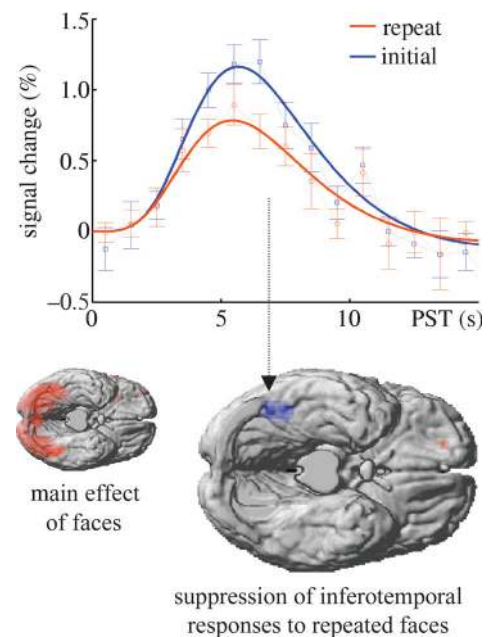 repeat
initial
signal change (%)
1.5
1.0
0.5
0
−0.5
0
5
10
PST (s)
main effect
of faces
suppression of inferotemporal
responses to repeated faces